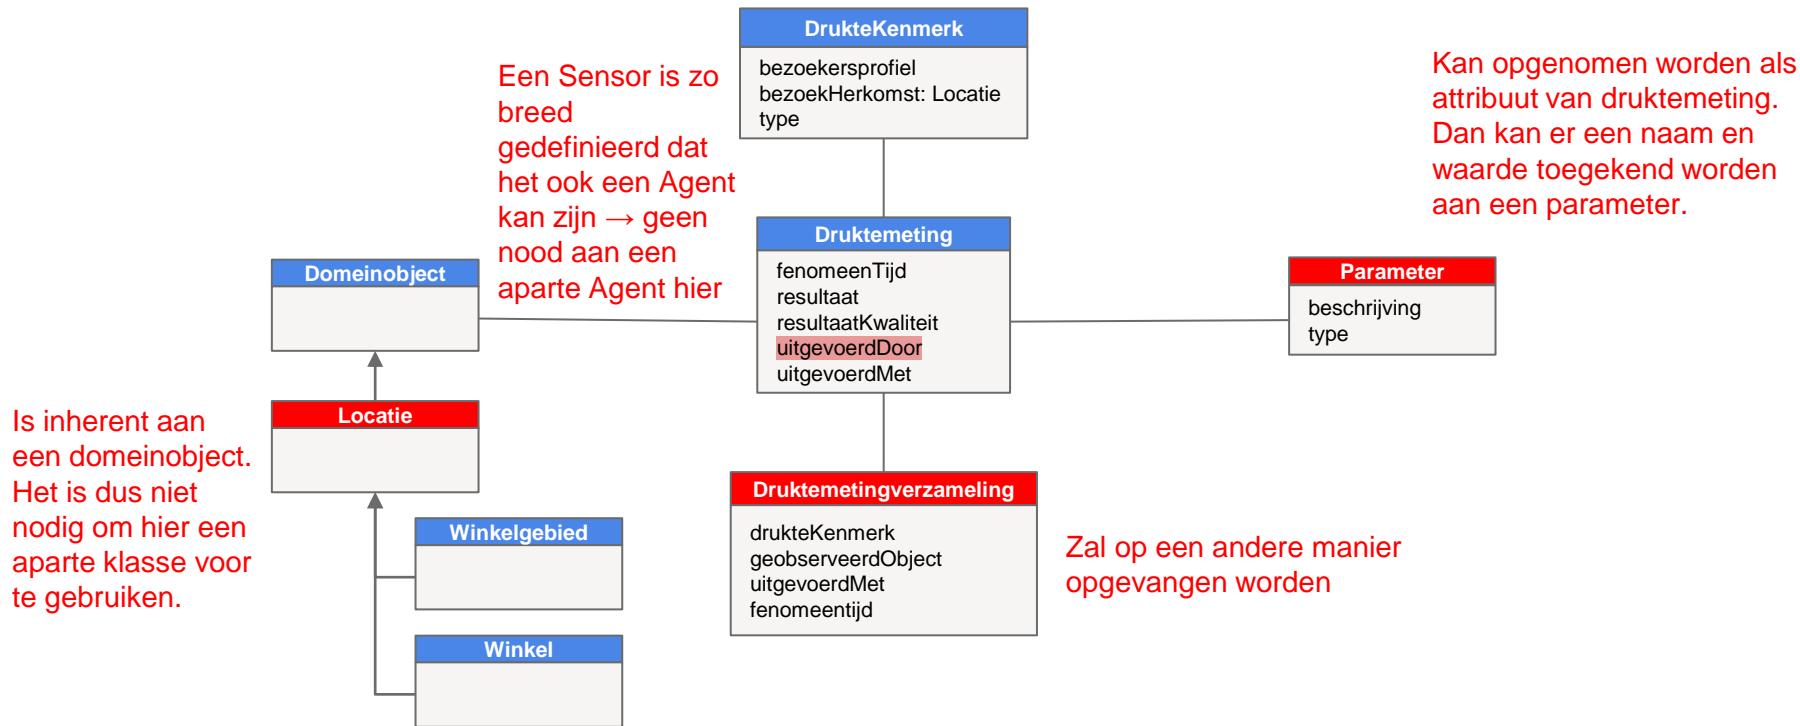 DrukteKenmerk
bezoekersprofiel
bezoekHerkomst: Locatie
type
Een Sensor is zo
breed
gedefinieerd dat
het ook een Agent
kan zijn → geen
nood aan een
aparte Agent hier
Kan opgenomen worden als
attribuut van druktemeting.
Dan kan er een naam en
waarde toegekend worden
aan een parameter.
Domeinobject
Druktemeting
fenomeenTijd
resultaat
resultaatKwaliteit
uitgevoerdDoor
uitgevoerdMet
Parameter
beschrijving
type
Is inherent aan
een domeinobject.
Het is dus niet
nodig om hier een
aparte klasse voor
te gebruiken.
Locatie
Winkelgebied
Winkel
Druktemetingverzameling
drukteKenmerk
geobserveerdObject
uitgevoerdMet
fenomeentijd
Zal op een andere manier
opgevangen worden